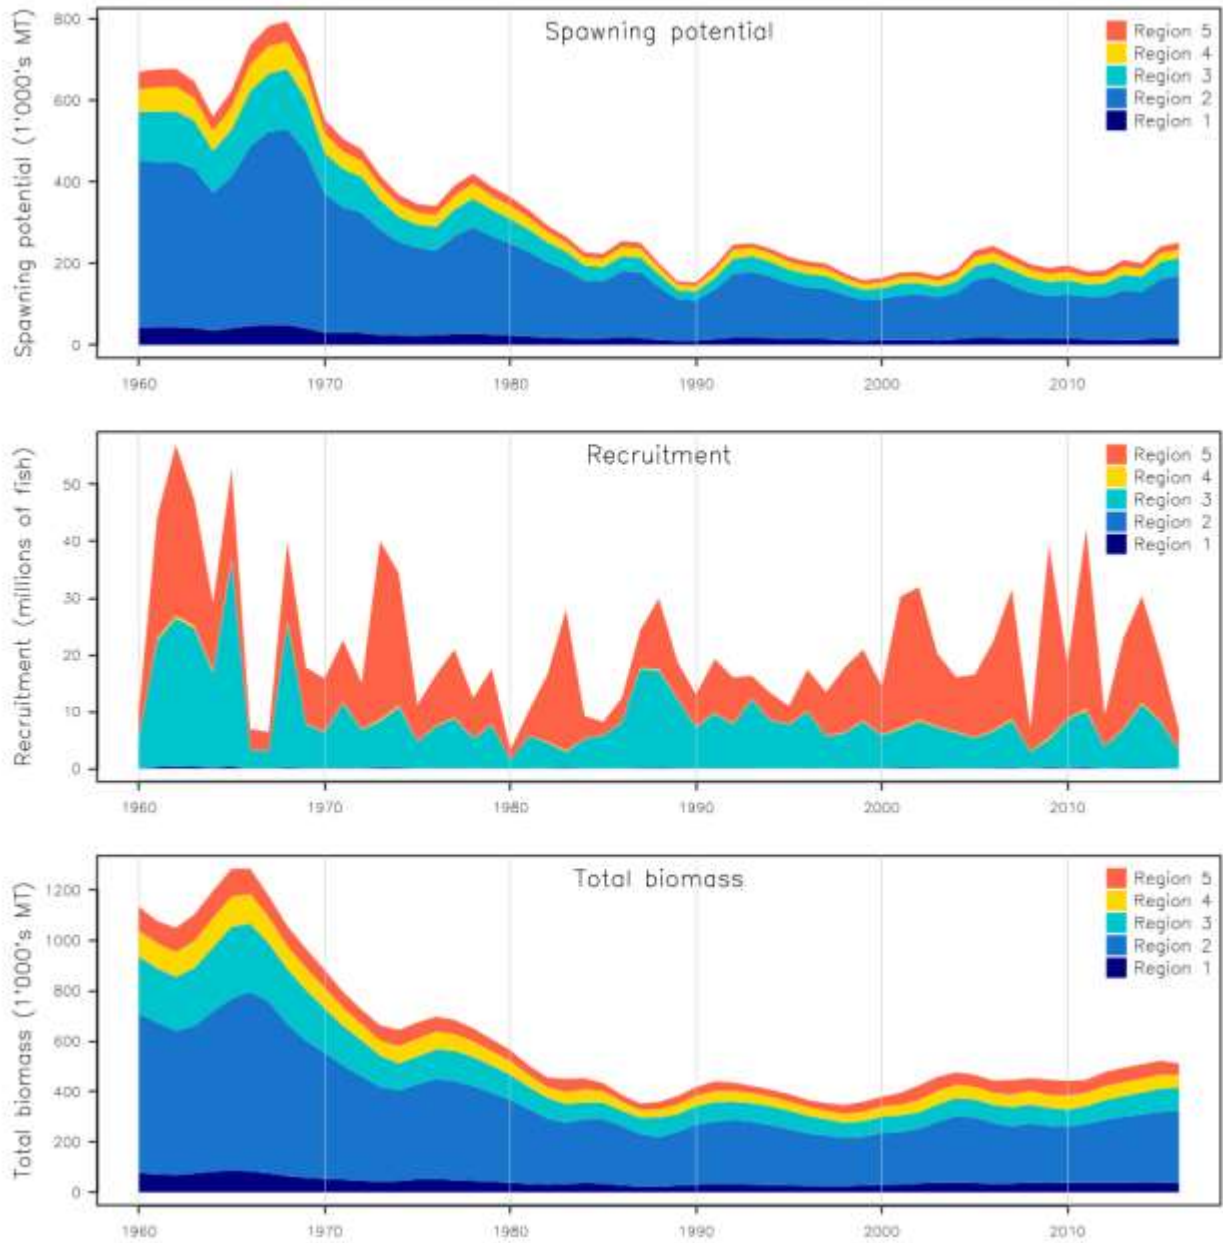 Spawning potential
Spawning potential (1'000's MT)
800
600
400
200
0
Region 5
Region 4
Region 3
Region 2
Region 1
1960 1970 1980 1990 2000 2010
Recruitment
Recruitment (millions of fish)
50
40
30
20
10
0
Region 5
Region 4
Region 3
Region 2
Region 1
1960 1970 1980 1990 2000 2010
Total biomass
Total biomass (1'000's MT)
1200
1000
800
600
400
200
0
Region 5
Region 4
Region 3
Region 2
Region 1
1960 1970 1980 1990 2000 2010